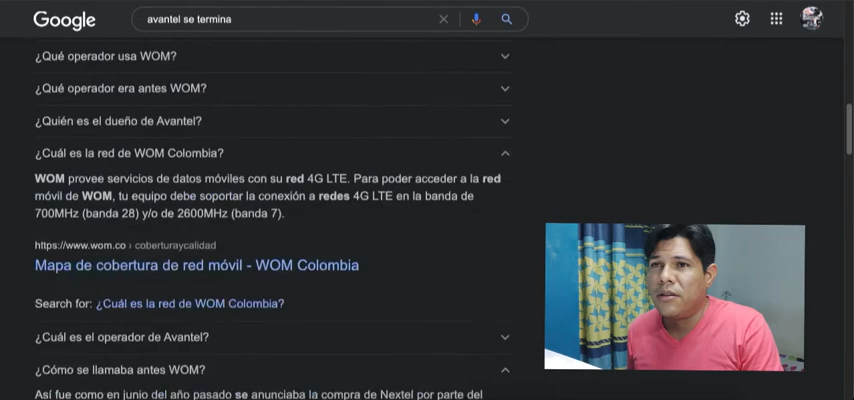 Google
avantel se termina
¿Qué operador usa WOM?
¿Qué operador era antes WOM?
¿Quién es el dueño de Avantel?
¿Cuál es la red de WOM Colombia?
WOM provee servicios de datos móviles con su red 4G LTE. Para poder acceder a la red
móvil de WOM, tu equipo debe soportar la conexión a redes 4G LTE en la banda de
700MHz (banda 28) y/o de 2600MHz (banda 7).
https://www.wom.co › coberturaycalidad
Mapa de cobertura de red móvil - WOM Colombia
Search for: ¿Cuál es la red de WOM Colombia?
¿Cuál es el operador de Avantel?
¿Cómo se llamaba antes WOM?
Así fue como en junio del año pasado se anunciaba la compra de Nextel por parte del